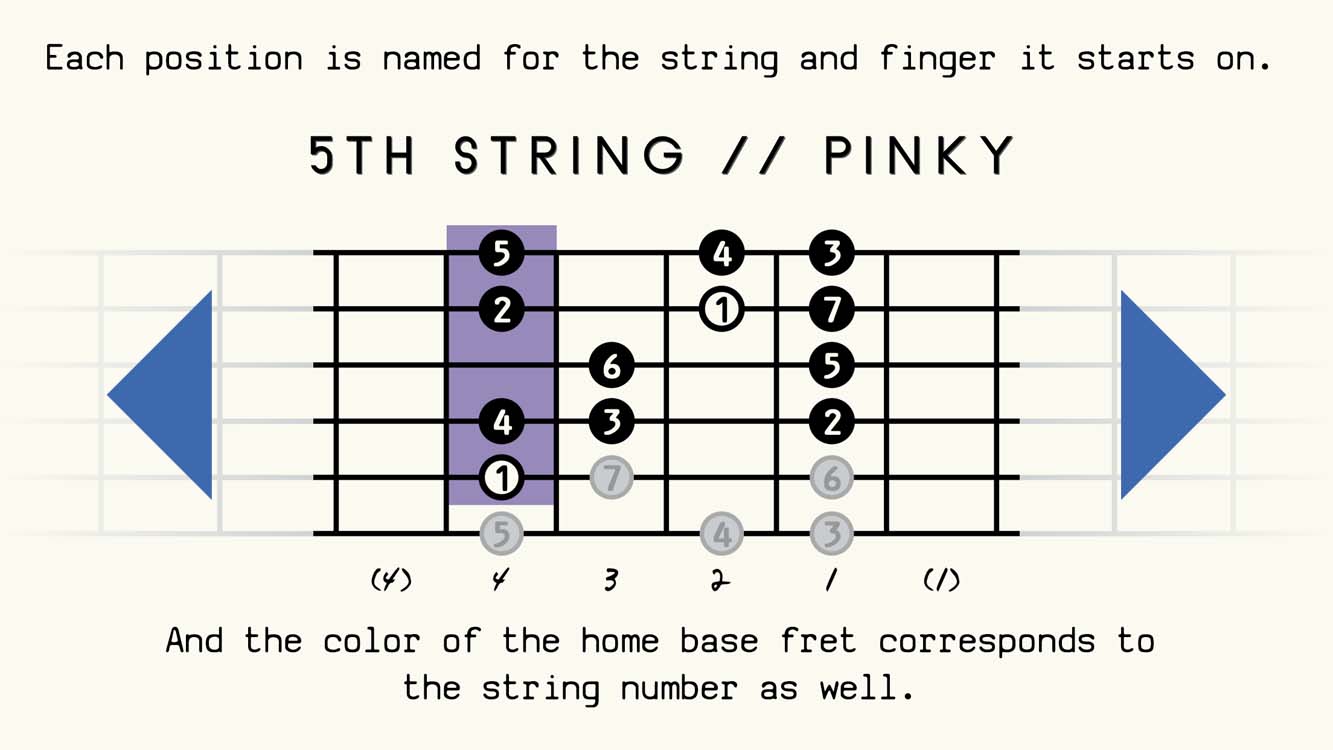 Each position is named for the string and finger it starts on.
5TH STRING // PINKY
5 4 3
2 1 7
6 5
4 3 2
1 7 6
5 4 3
(4) 4 3 2 1 (1)
And the color of the home base fret corresponds to
the string number as well.